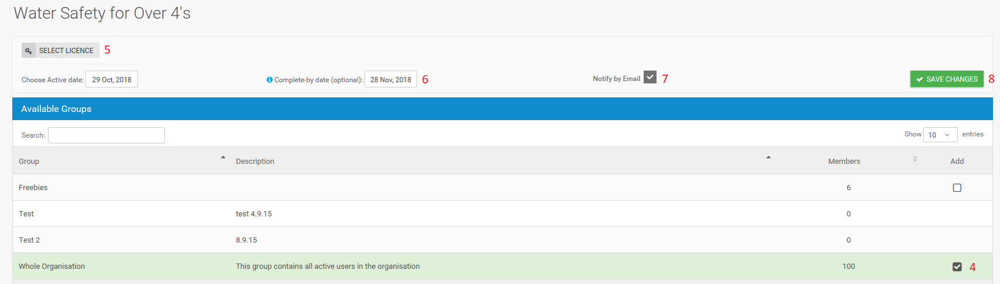 Water Safety for Over 4's
SELECT LICENCE 5
Choose Active date: 29 Oct, 2018 Complete-by date (optional): 28 Nov, 2018 6 Notify by Email 7 SAVE CHANGES 8
Available Groups
Search: Show 10 entries
Group Description Members Add
Freebies 6
Test test 4.9.15 0
Test 2 8.9.15 0
Whole Organisation This group contains all active users in the organisation 100 4